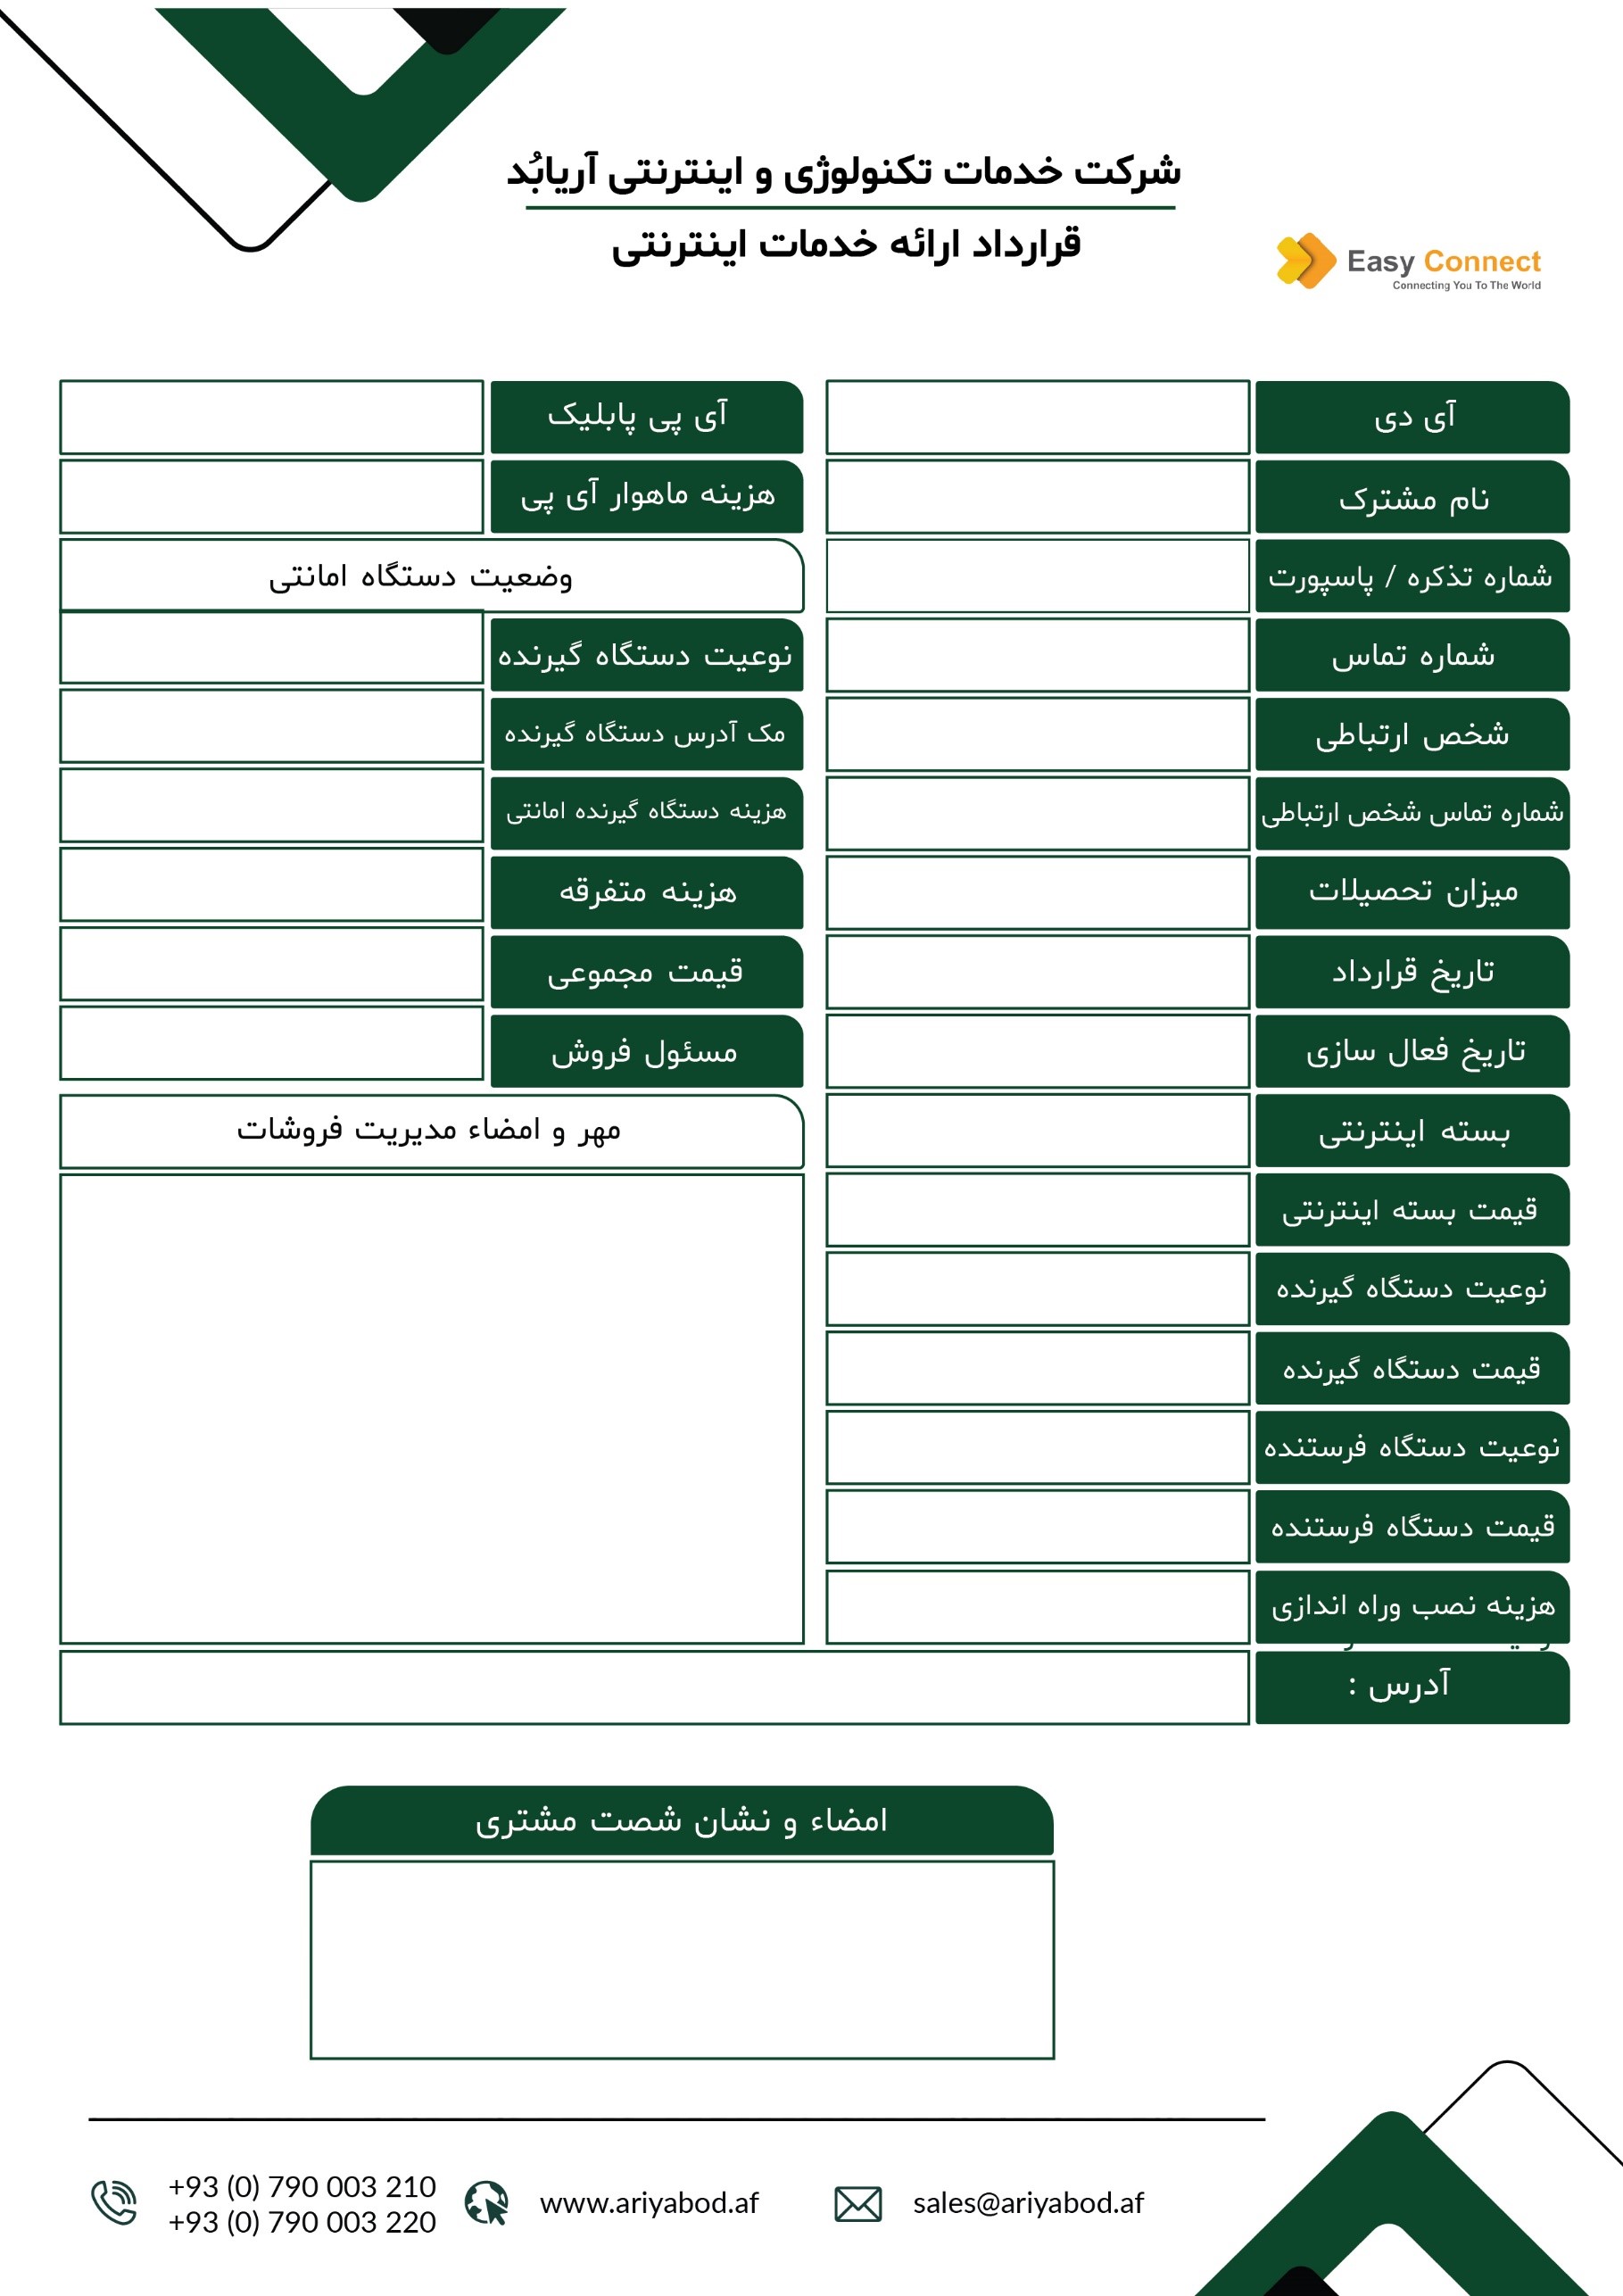 شرکت خدمات تکنولوژی و اینترنتی آریابُد
قرارداد ارائه خدمات اینترنتی
Easy Connect
Connecting You To The World
آی دی
نام مشترک
شماره تذکره / پاسپورت
شماره تماس
شخص ارتباطی
شماره تماس شخص ارتباطی
میزان تحصیلات
تاریخ قرارداد
تاریخ فعال سازی
بسته اینترنتی
قیمت بسته اینترنتی
نوعیت دستگاه گیرنده
قیمت دستگاه گیرنده
نوعیت دستگاه فرستنده
قیمت دستگاه فرستنده
هزینه نصب وراه اندازی
آدرس :
آی پی پابلیک
هزینه ماهوار آی پی
وضعیت دستگاه امانتی
نوعیت دستگاه گیرنده
مک آدرس دستگاه گیرنده
هزینه دستگاه گیرنده امانتی
هزینه متفرقه
قیمت مجموعی
مسئول فروش
مهر و امضاء مدیریت فروشات
امضاء و نشان شصت مشتری
+93 (0) 790 003 210
+93 (0) 790 003 220
www.ariyabod.af
sales@ariyabod.af